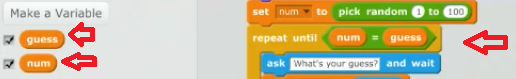 Make a Variable
guess
num
set num to pick random 1 to 100
repeat until num = guess
ask What's your guess? and wait